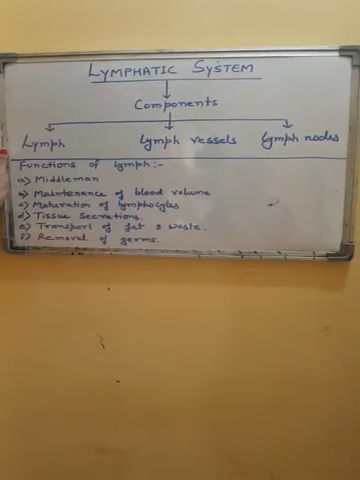 LYMPHATIC SYSTEM
Components
Lymph Lymph vessels Lymph nodes
Functions of lymph:-
a) Middleman
b) Maintenance of blood volume
c) Maturation of lymphocytes
d) Tissue Secretions.
e) Transport of fat & waste.
f) Removal of germs.